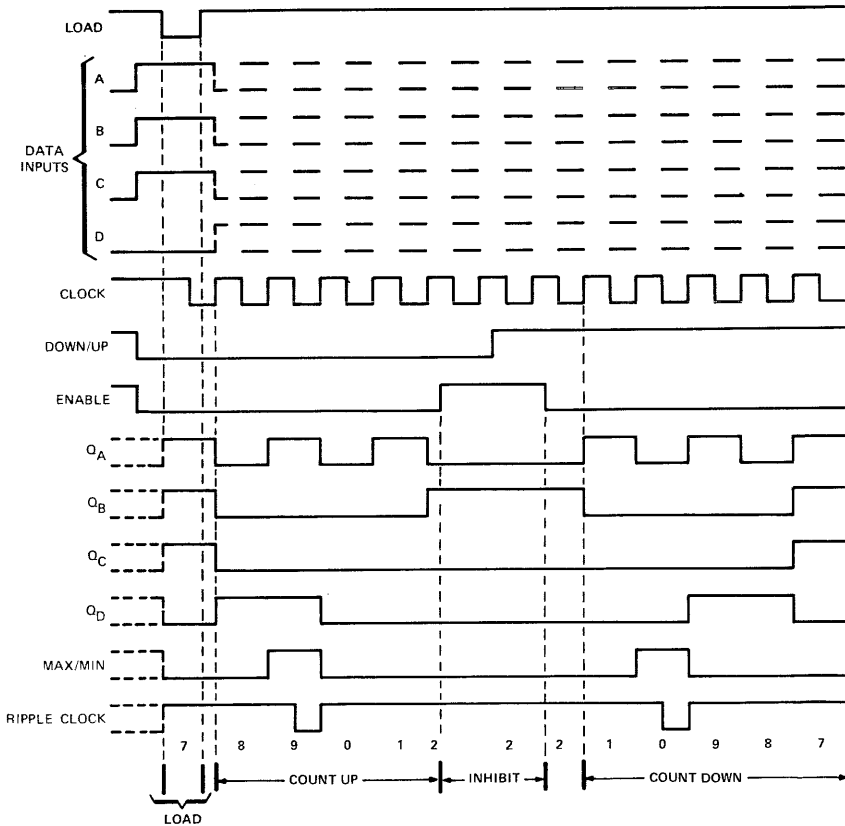 LOAD
A
B
DATA
INPUTS
C
D
CLOCK
DOWN/UP
ENABLE
QA
QB
QC
QD
MAX/MIN
RIPPLE CLOCK
7 8 9 0 1 2 2 2 1 0 9 8 7
COUNT UP INHIBIT COUNT DOWN
LOAD